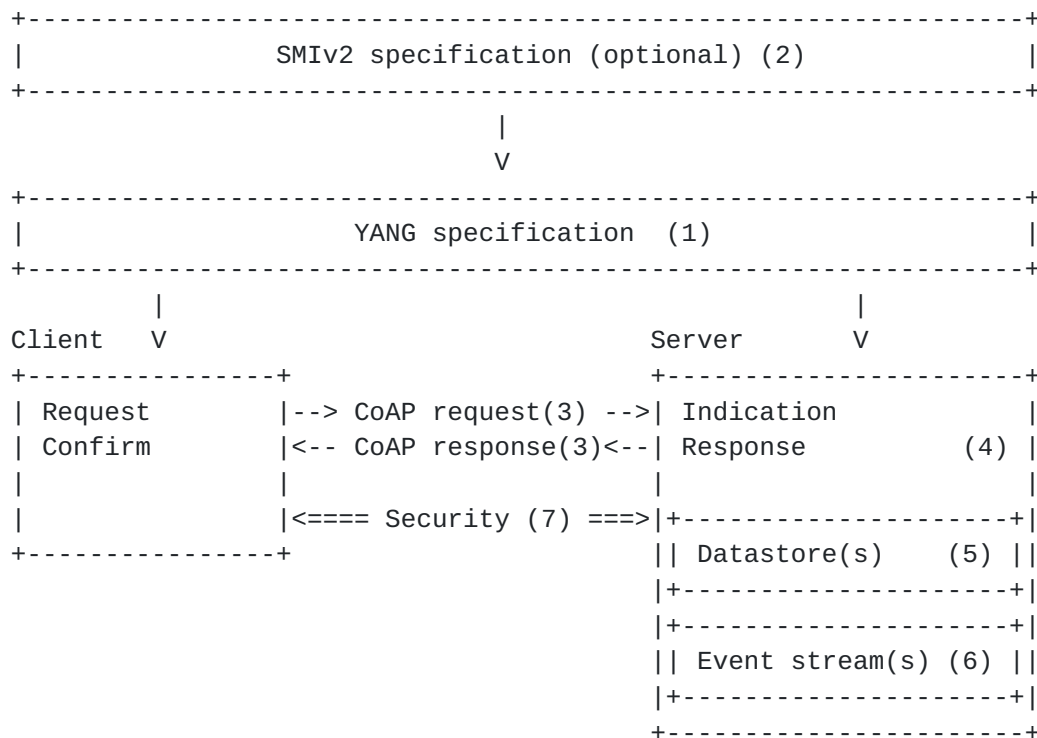 +----------------------------------------------------------------+
|                SMIv2 specification (optional) (2)              |
+----------------------------------------------------------------+
                               |
                               V
+----------------------------------------------------------------+
|                     YANG specification  (1)                    |
+----------------------------------------------------------------+
         |                                            |
Client   V                               Server       V
+----------------+                       +-----------------------+
| Request        |--> CoAP request(3) -->| Indication            |
| Confirm        |<-- CoAP response(3)<--| Response          (4) |
|                |                       |                       |
|                |<==== Security (7) ===>|+---------------------+|
+----------------+                       || Datastore(s)    (5) ||
                                         |+---------------------+|
                                         |+---------------------+|
                                         || Event stream(s) (6) ||
                                         |+---------------------+|
                                         +-----------------------+